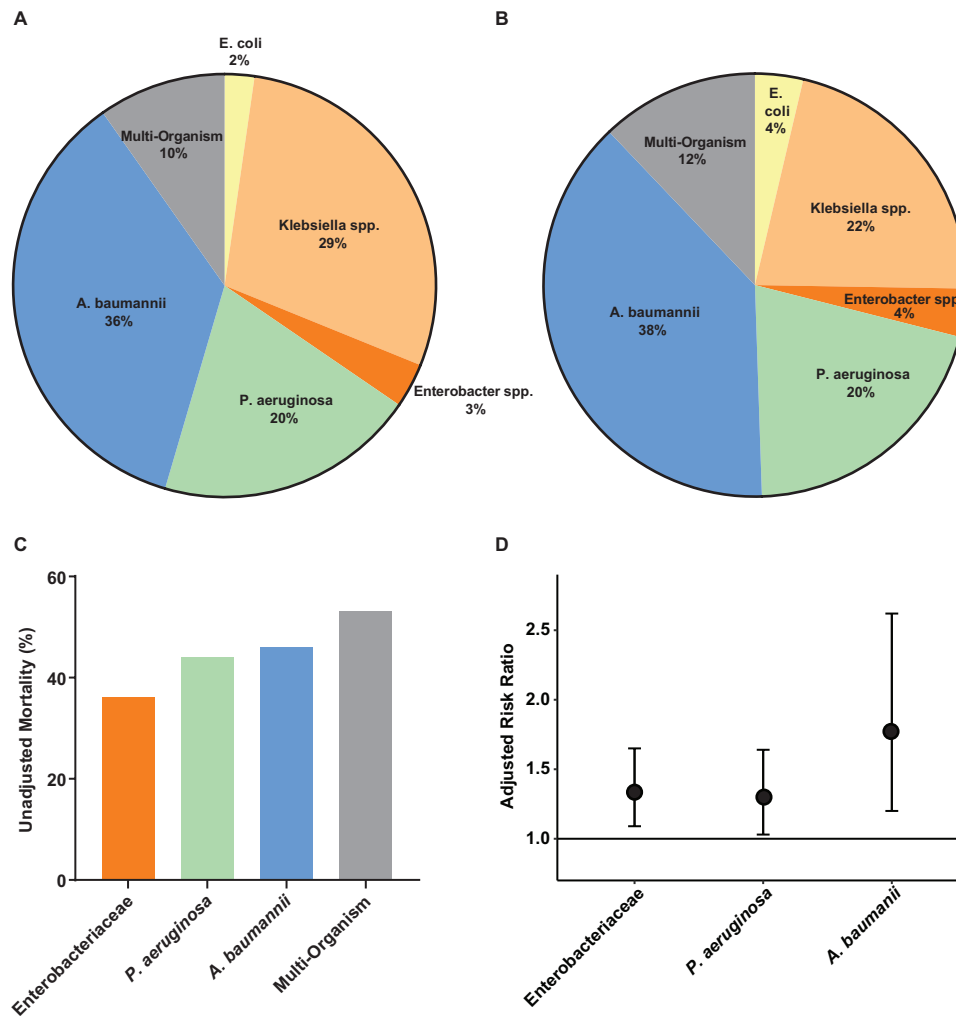 A
E. coli
2%
Klebsiella spp.
29%
Enterobacter spp.
3%
P. aeruginosa
20%
A. baumannii
36%
Multi-Organism
10%
B
E.
coli
4%
Klebsiella spp.
22%
Enterobacter spp
4%
P. aeruginosa
20%
A. baumannii
38%
Multi-Organism
12%
C
Unadjusted Mortality (%)
60
40
20
0
Enterobacteriaceae
P. aeruginosa
A. baumannii
Multi-Organism
D
Adjusted Risk Ratio
2.5
2.0
1.5
1.0
Enterobacteriaceae
P. aeruginosa
A. baumanii